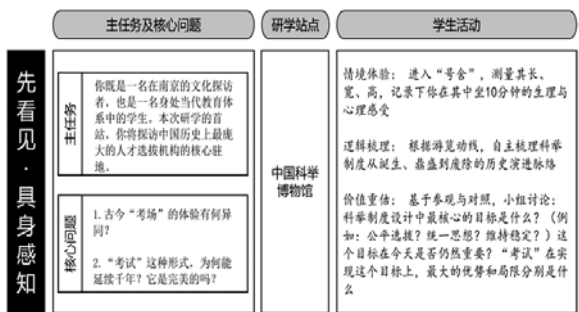 主任务及核心问题
研学站点
学生活动
先看见·具身感知
主任务
你既是一名在南京的文化探访
者，也是一名身处当代教育体
系中的学生。本次研学的首
站，你将探访中国历史上最庞
大的人才选拔机构的核心驻
地。
核心问题
1.古今“考场”的体验有何异
同？
2.“考试”这种形式，为何能
延续千年？它是完美的吗？
中国科举
博物馆
情境体验： 进入“号舍”，测量其长、
宽、高，记录下你在其中坐10分钟的生理与
心理感受
逻辑梳理： 根据游览动线，自主梳理科举
制度从诞生、鼎盛到废除的历史演进脉络
价值重估： 基于参观与对照，小组讨论：
科举制度设计中最核心的目标是什么？（例
如：公平选拔？统一思想？维持稳定？）这
个目标在今天是否仍然重要？“考试”在实
现这个目标上，最大的优势和局限分别是什
么